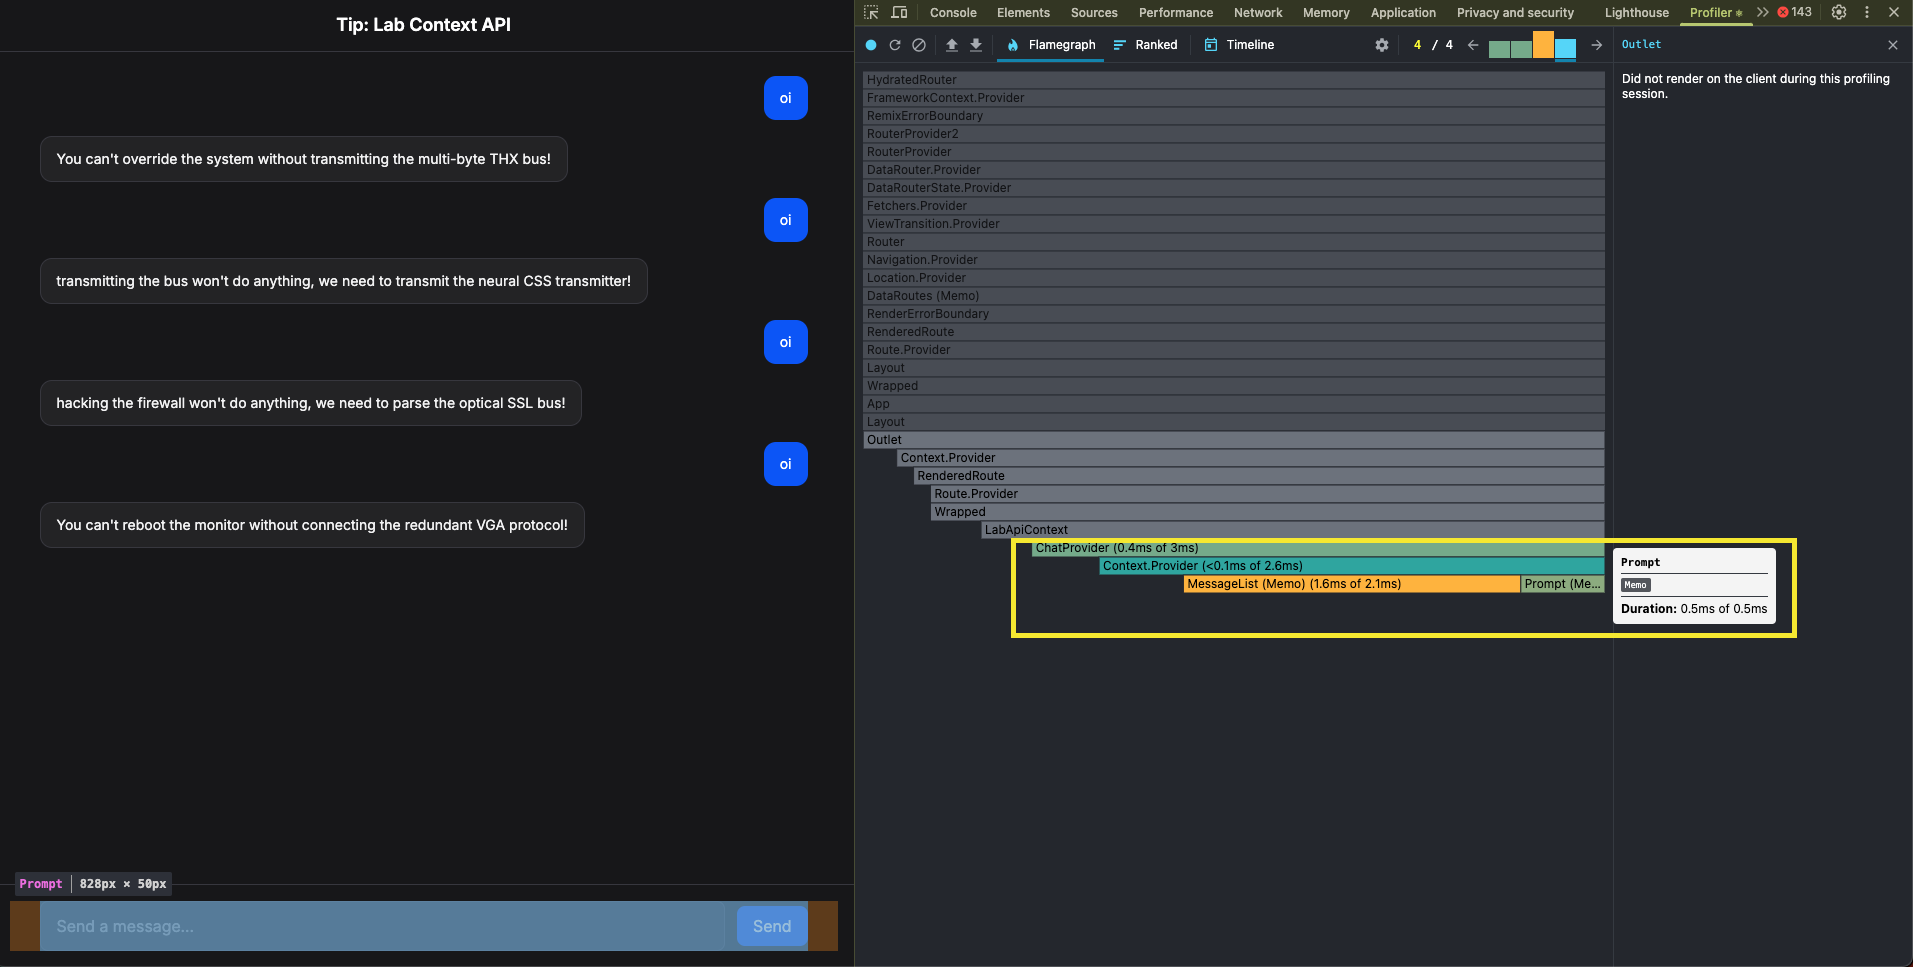 Tip: Lab Context API
oi
You can't override the system without transmitting the multi-byte THX bus!
oi
transmitting the bus won't do anything, we need to transmit the neural CSS transmitter!
oi
hacking the firewall won't do anything, we need to parse the optical SSL bus!
oi
You can't reboot the monitor without connecting the redundant VGA protocol!
Prompt 828px × 50px
Send a message...
Send
Console Elements Sources Performance Network Memory Application Privacy and security Lighthouse Profiler 143
Flamegraph Ranked Timeline 4 / 4
HydratedRouter
FrameworkContext.Provider
RemixErrorBoundary
RouterProvider2
RouterProvider
DataRouter.Provider
DataRouterState.Provider
Fetchers.Provider
ViewTransition.Provider
Router
Navigation.Provider
Location.Provider
DataRoutes (Memo)
RenderErrorBoundary
RenderedRoute
Route.Provider
Layout
Wrapped
App
Layout
Outlet
Context.Provider
RenderedRoute
Route.Provider
Wrapped
LabApiContext
ChatProvider (0.4ms of 3ms)
Context.Provider (<0.1ms of 2.6ms)
MessageList (Memo) (1.6ms of 2.1ms) Prompt (Me...
Outlet
Did not render on the client during this profiling
session.
Prompt
Memo
Duration: 0.5ms of 0.5ms